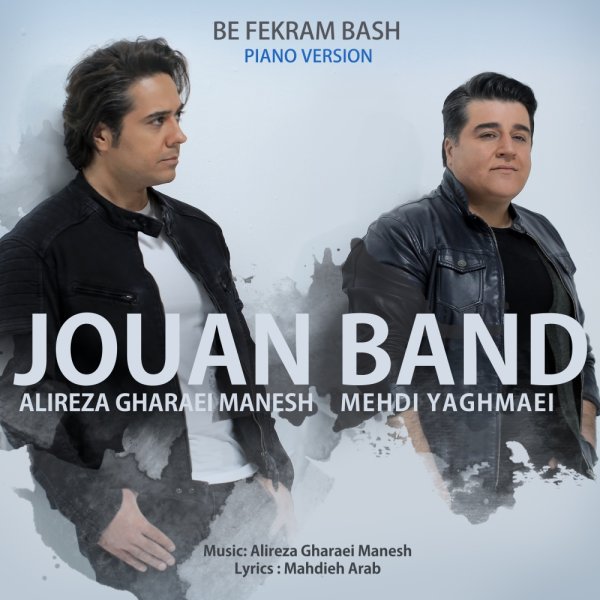 BE FEKRAM BASH
PIANO VERSION
JOUAN BAND
ALIREZA GHARAEI MANESH MEHDI YAGHMAEI
Music: Alireza Gharaei Manesh
Lyrics : Mahdieh Arab